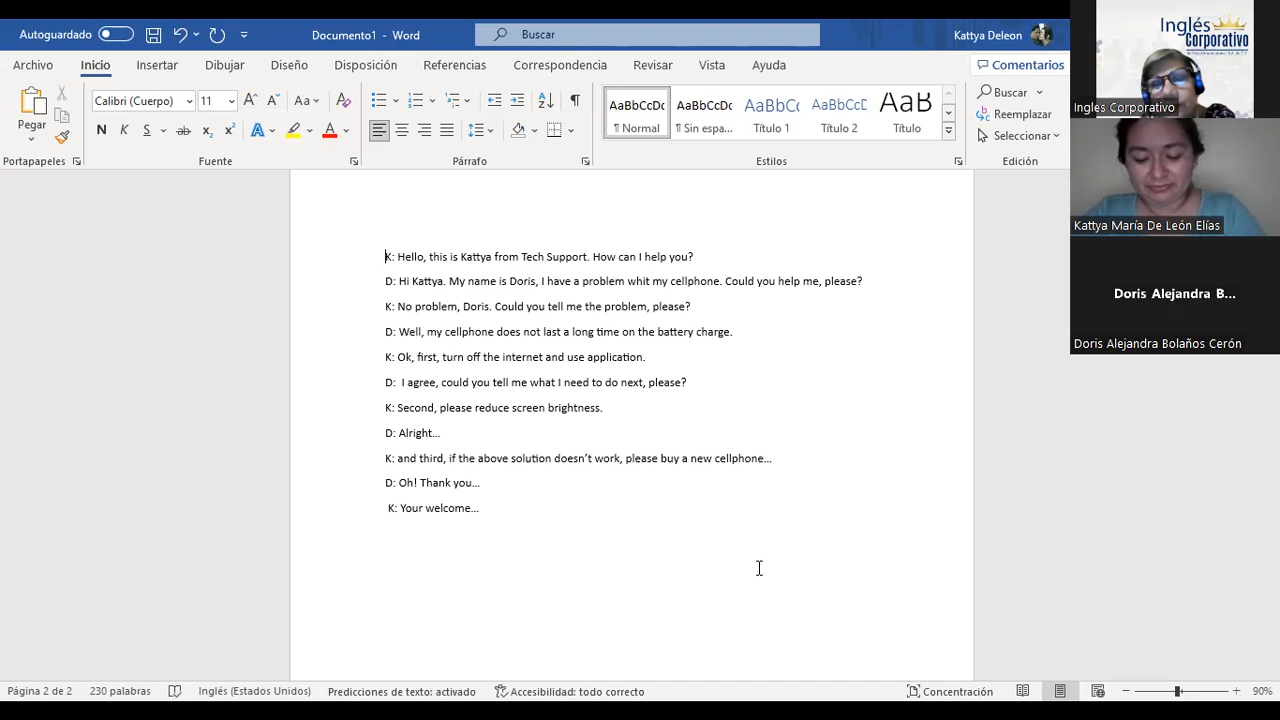 Autoguardado
Documento1 - Word
Buscar
Kattya Deleon
Archivo Inicio Insertar Dibujar Diseño Disposición Referencias Correspondencia Revisar Vista Ayuda Comentarios
Pegar
Calibri (Cuerpo) 11
Portapapeles
Fuente
Párrafo
AaBbCcDc AaBbCcDc AaBbCc AaBbCcD AaB
¶ Normal ¶ Sin espa... Título 1 Título 2 Título
Estilos
Buscar
Reemplazar
Seleccionar
Edición
K: Hello, this is Kattya from Tech Support. How can I help you?
D: Hi Kattya. My name is Doris, I have a problem whit my cellphone. Could you help me, please?
K: No problem, Doris. Could you tell me the problem, please?
D: Well, my cellphone does not last a long time on the battery charge.
K: Ok, first, turn off the internet and use application.
D: I agree, could you tell me what I need to do next, please?
K: Second, please reduce screen brightness.
D: Alright...
K: and third, if the above solution doesn't work, please buy a new cellphone...
D: Oh! Thank you...
K: Your welcome...
Página 2 de 2 230 palabras Inglés (Estados Unidos) Predicciones de texto: activado Accesibilidad: todo correcto Concentración 90%
Inglés
Corporativo
Ingles Corporativo
Kattya María De León Elías
Doris Alejandra B...
Doris Alejandra Bolaños Cerón